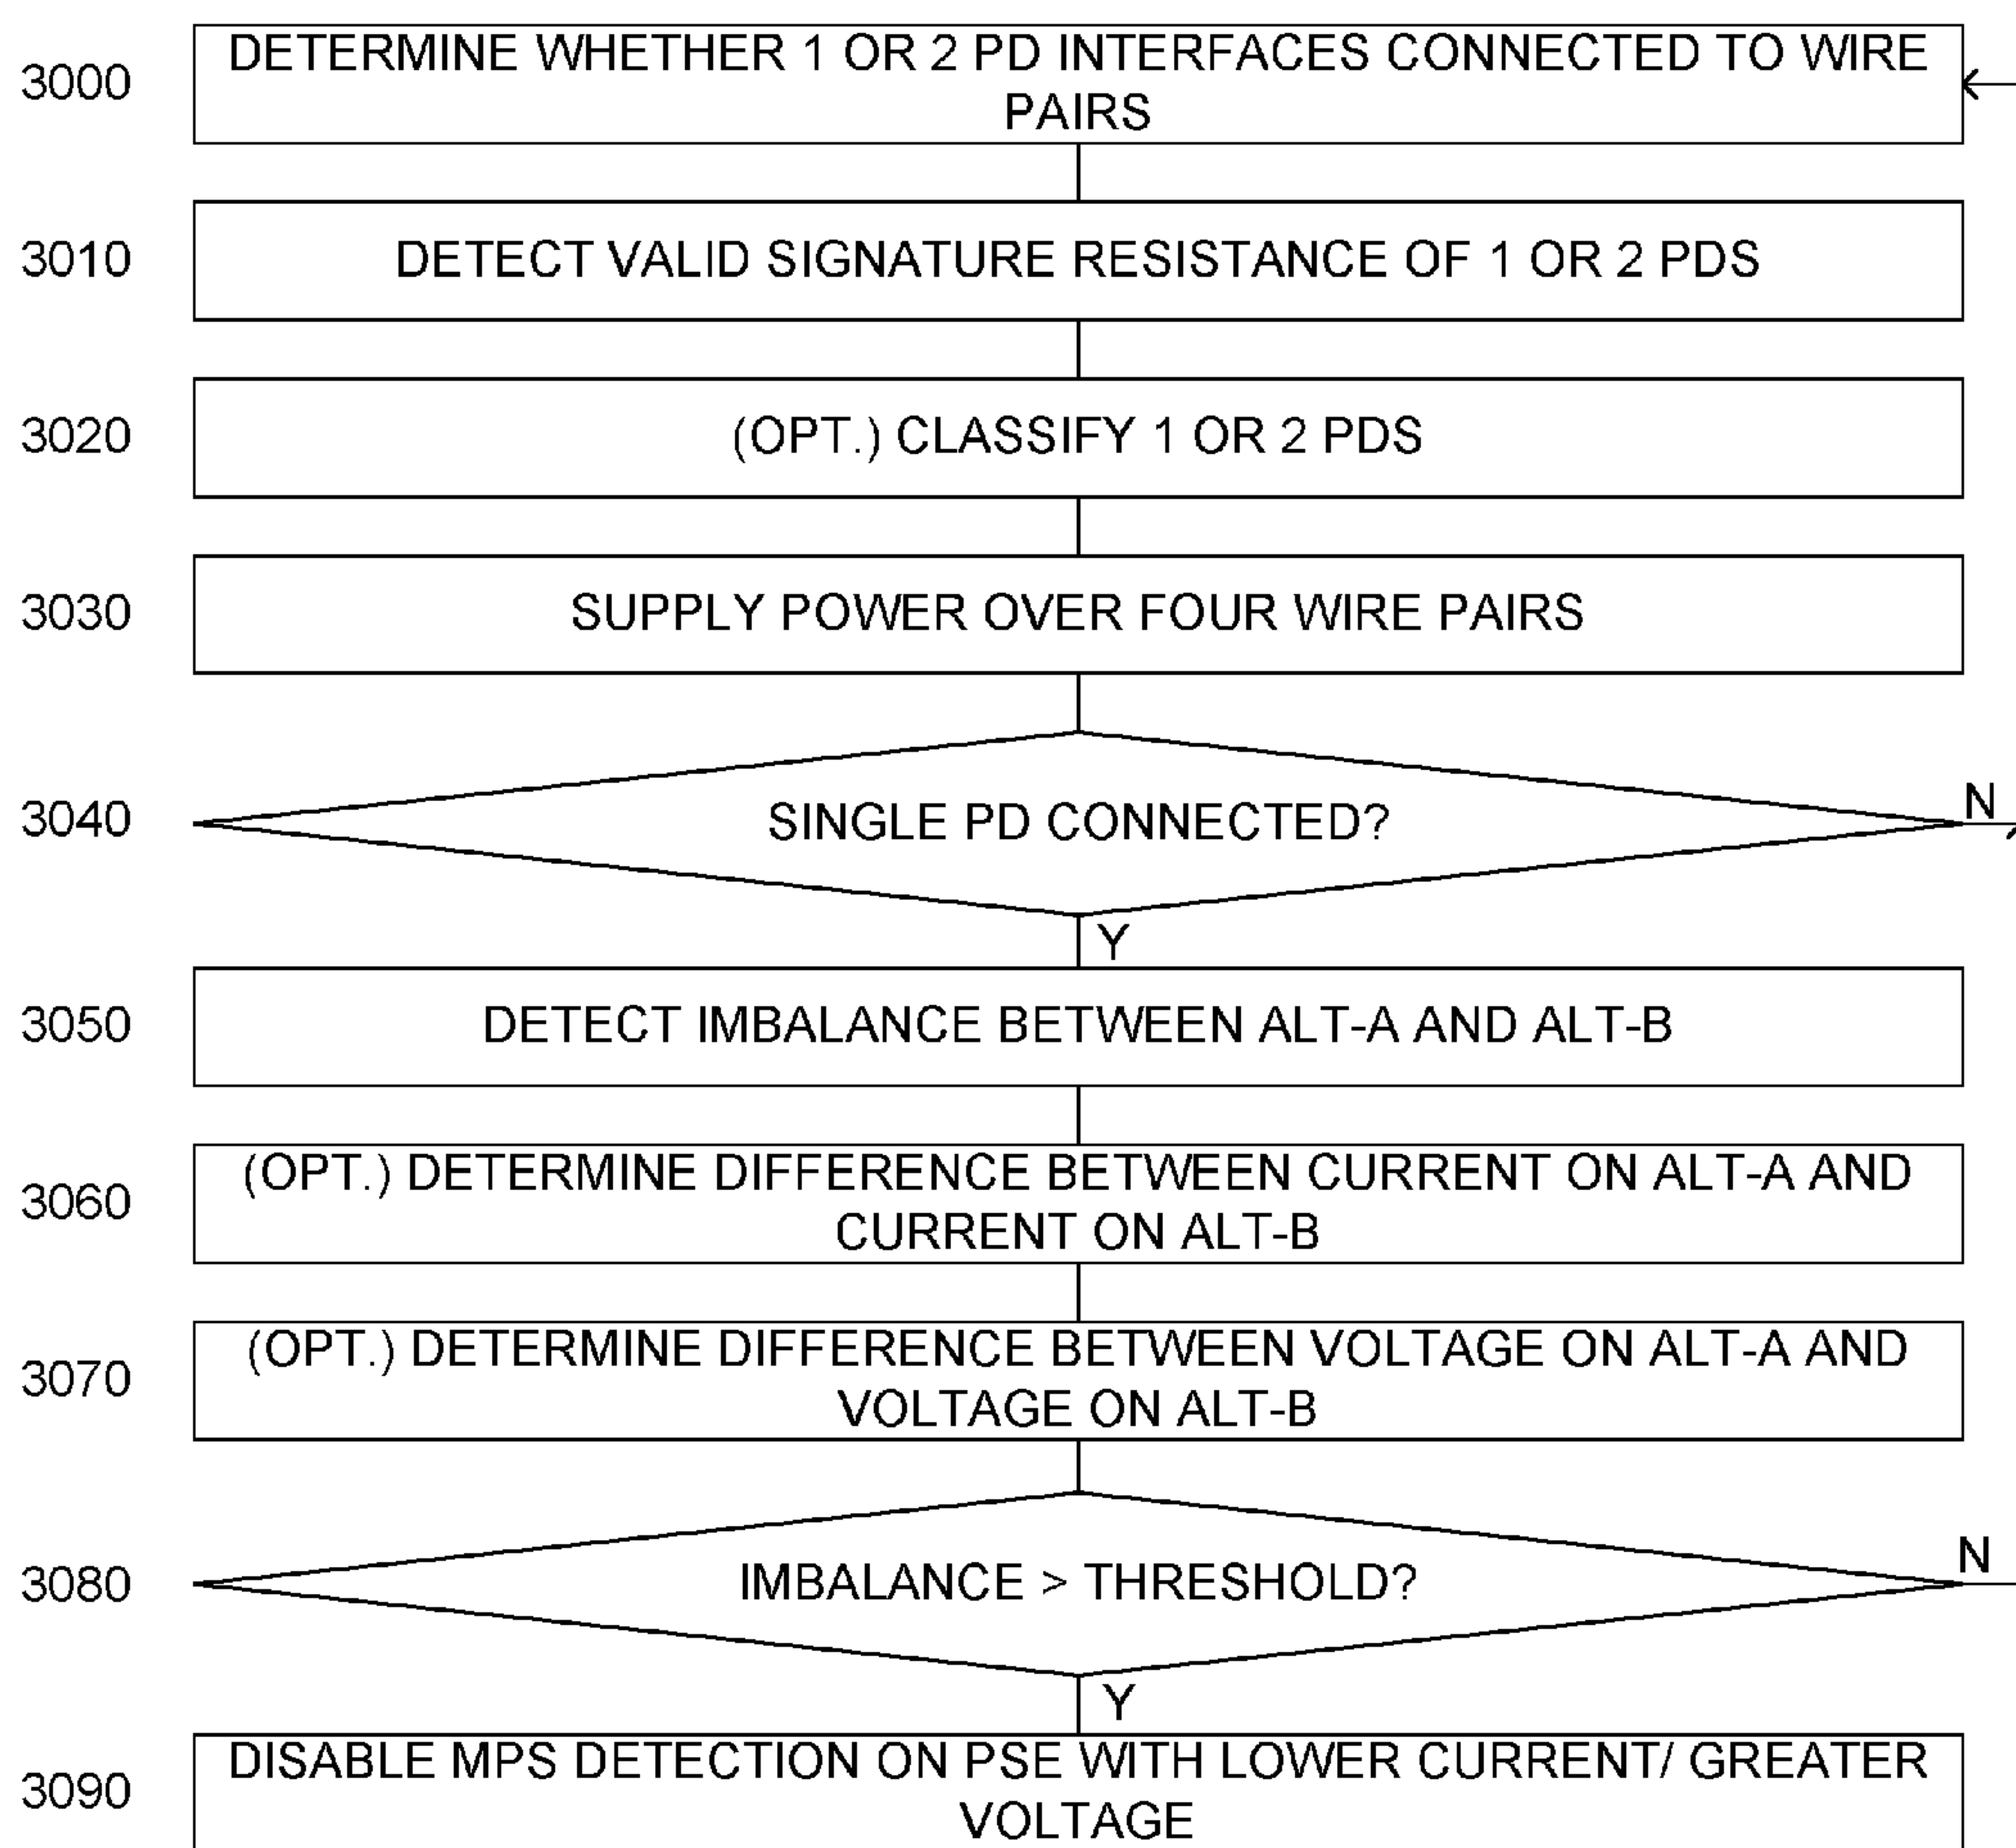 3000
DETERMINE WHETHER 1 OR 2 PD INTERFACES CONNECTED TO WIRE
PAIRS
3010
DETECT VALID SIGNATURE RESISTANCE OF 1 OR 2 PDS
3020
(OPT.) CLASSIFY 1 OR 2 PDS
3030
SUPPLY POWER OVER FOUR WIRE PAIRS
3040
SINGLE PD CONNECTED?
N
Y
3050
DETECT IMBALANCE BETWEEN ALT-A AND ALT-B
3060
(OPT.) DETERMINE DIFFERENCE BETWEEN CURRENT ON ALT-A AND
CURRENT ON ALT-B
3070
(OPT.) DETERMINE DIFFERENCE BETWEEN VOLTAGE ON ALT-A AND
VOLTAGE ON ALT-B
3080
IMBALANCE > THRESHOLD?
N
Y
3090
DISABLE MPS DETECTION ON PSE WITH LOWER CURRENT/ GREATER
VOLTAGE